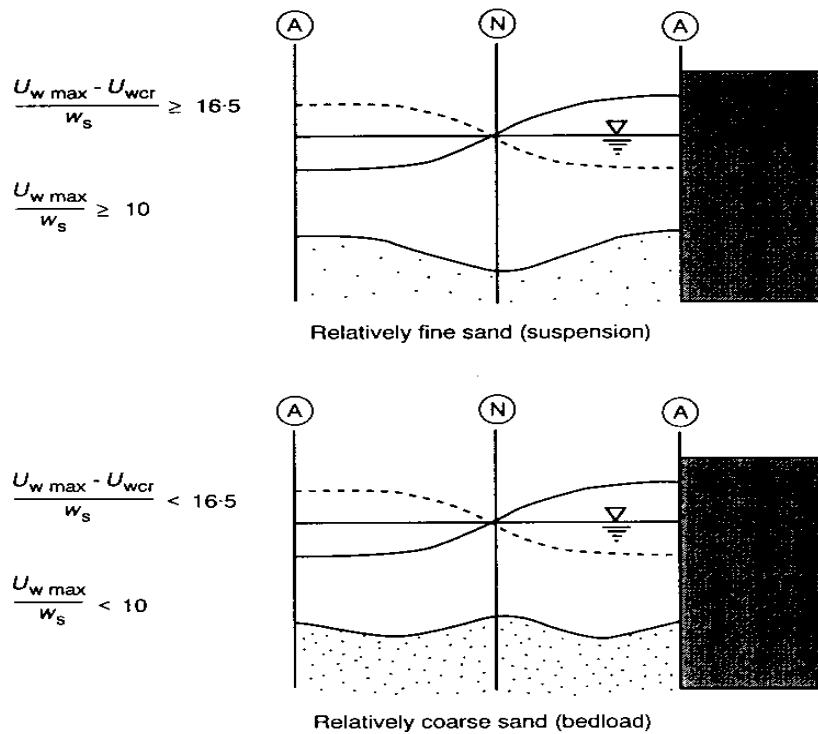 A N A
U_w max - U_wcr / w_s ≥ 16·5
U_w max / w_s ≥ 10
Relatively fine sand (suspension)
A N A
U_w max - U_wcr / w_s < 16·5
U_w max / w_s < 10
Relatively coarse sand (bedload)